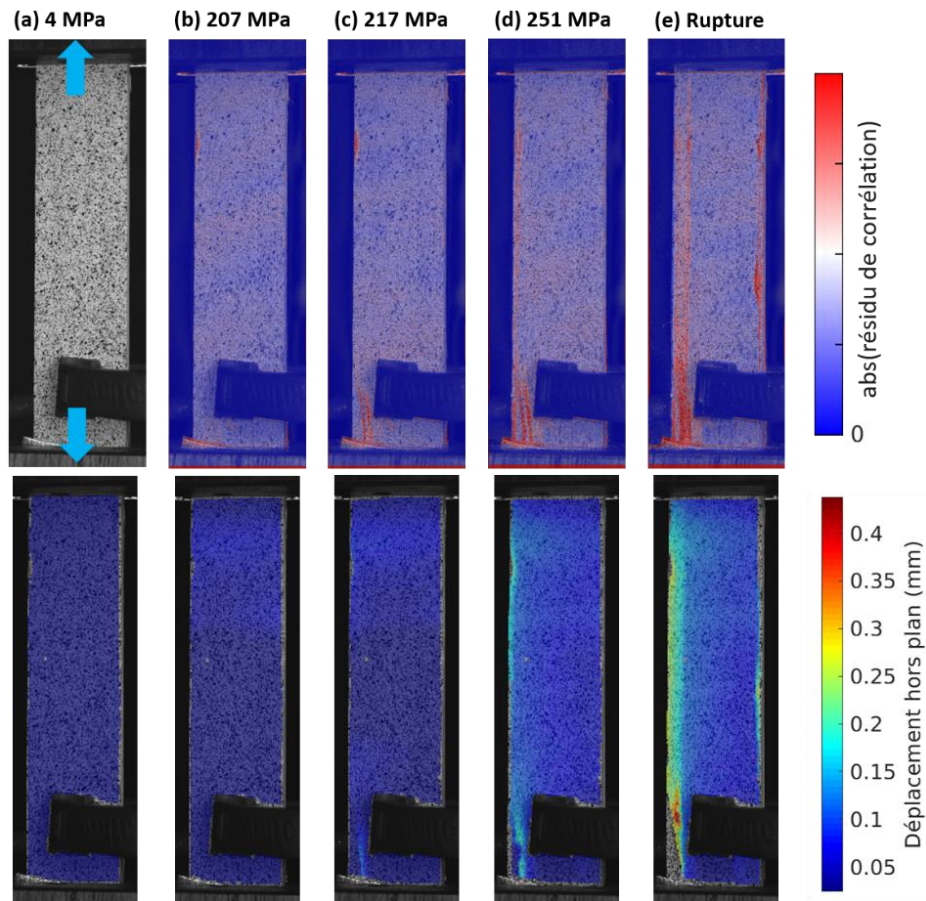 (a) 4 MPa
(b) 207 MPa
(c) 217 MPa
(d) 251 MPa
(e) Rupture
abs(résidu de corrélation)
0
0.4
0.35
0.3
0.25
0.2
0.15
0.1
0.05
Déplacement hors plan (mm)